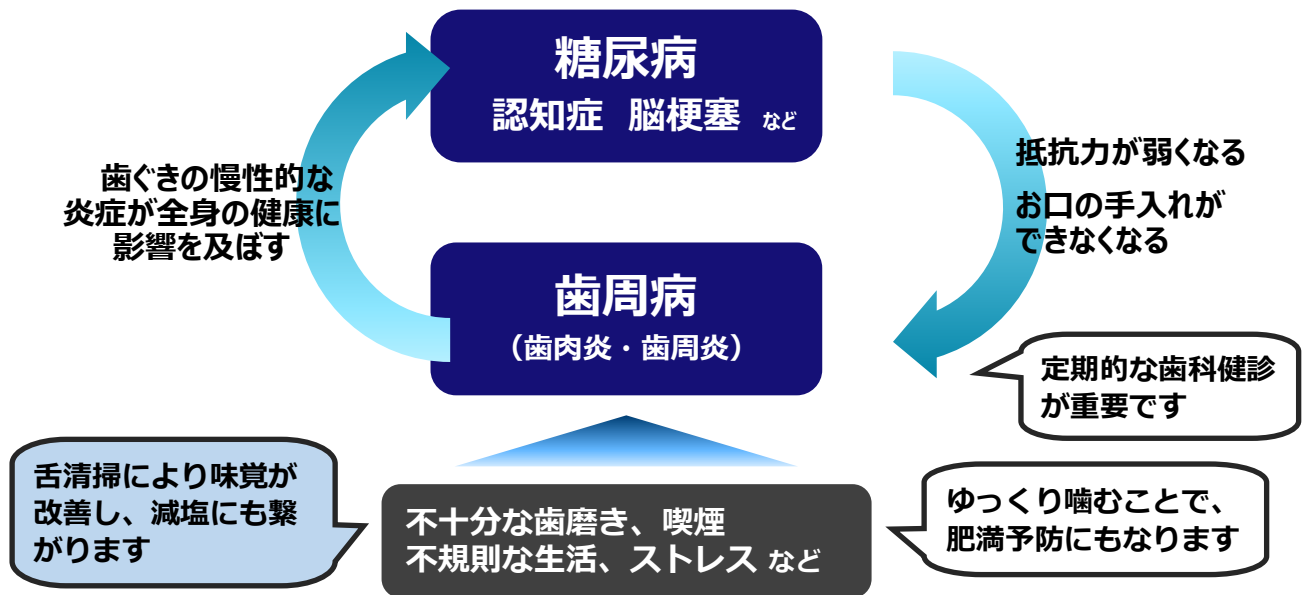 糖尿病
認知症 脳梗塞 など
歯ぐきの慢性的な
炎症が全身の健康に
影響を及ぼす
抵抗力が弱くなる
お口の手入れが
できなくなる
歯周病
（歯肉炎・歯周炎）
定期的な歯科健診
が重要です
舌清掃により味覚が
改善し、減塩にも繋
がります
不十分な歯磨き、喫煙
不規則な生活、ストレス など
ゆっくり噛むことで、
肥満予防にもなります